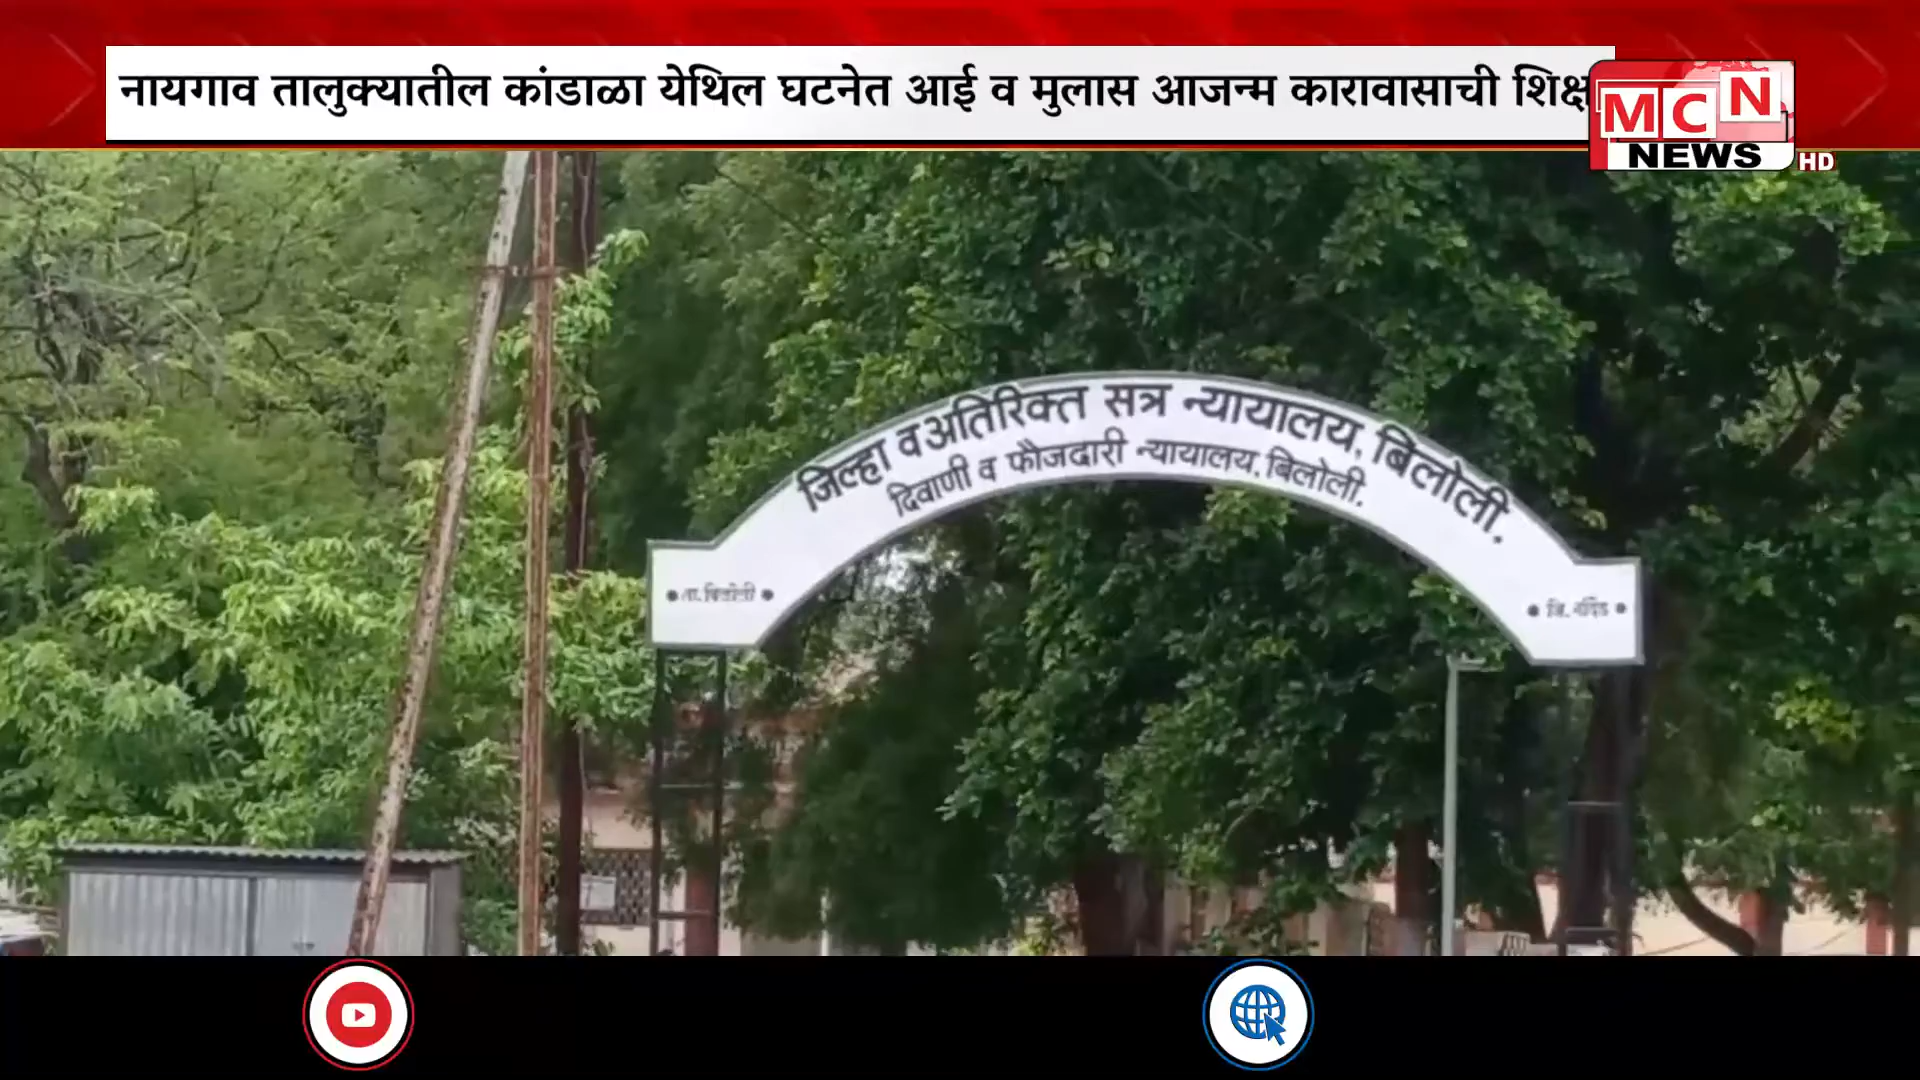 नायगाव तालुक्यातील कांडाळा येथिल घटनेत आई व मुलास आजन्म कारावासाची शिक्ष
MCN
NEWS
HD
जिल्हा व अतिरिक्त सत्र न्यायालय, बिलोली.
दिवाणी व फौजदारी न्यायालय, बिलोली.
• ता. बिलोली •
• जि. नांदेड •